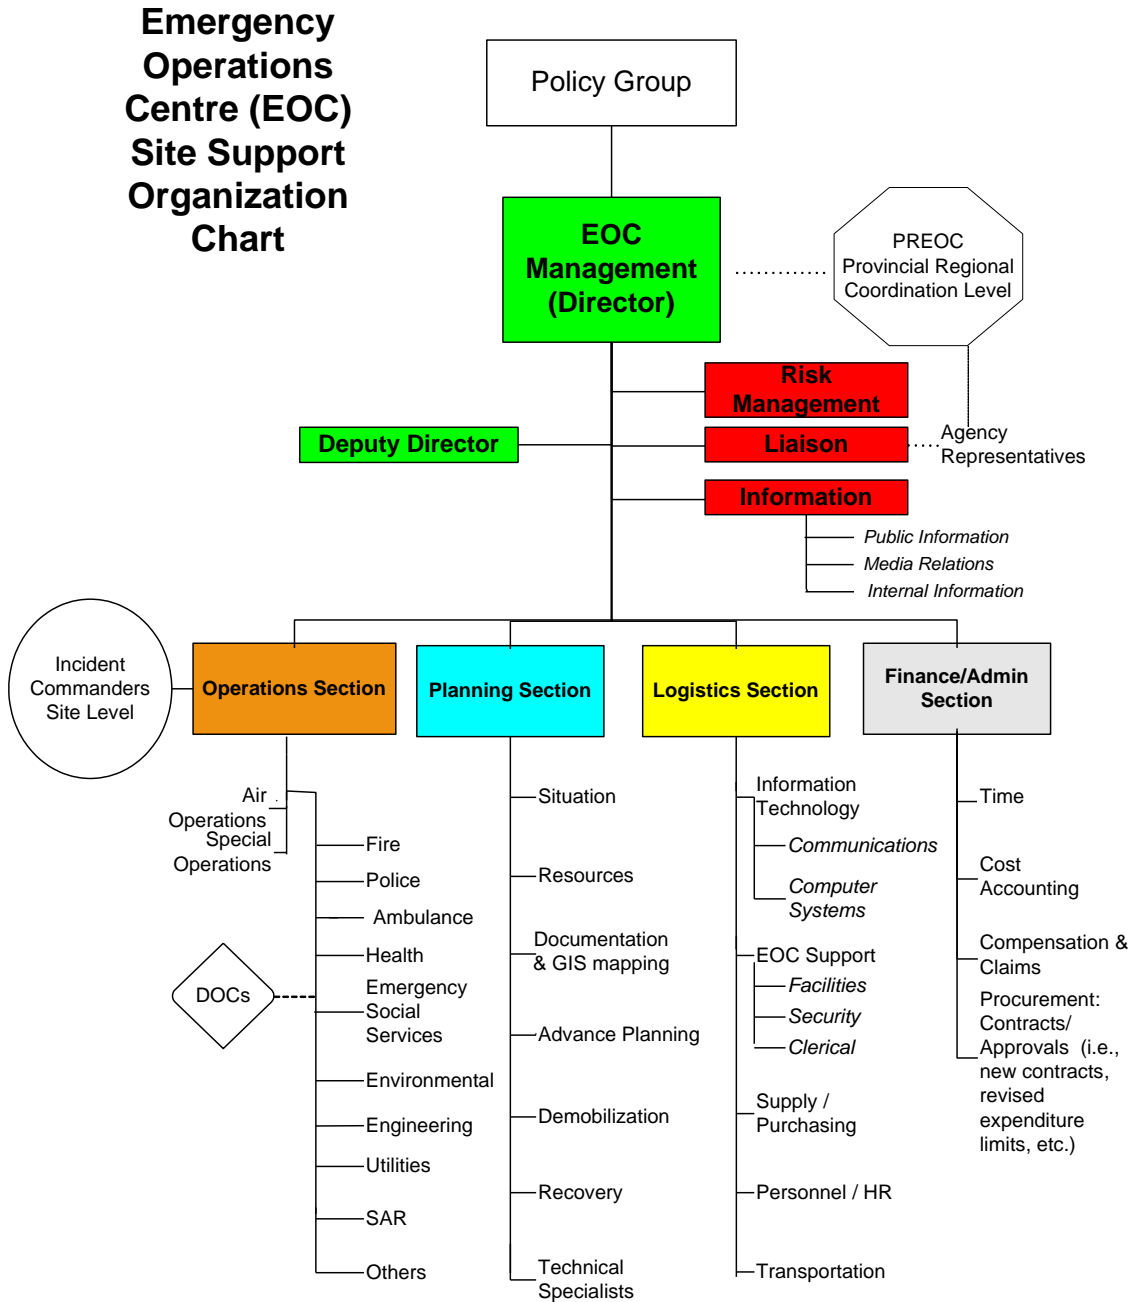 Emergency
Operations
Centre (EOC)
Site Support
Organization
Chart
Policy Group
EOC
Management
(Director)
PREOC
Provincial Regional
Coordination Level
Risk
Management
Deputy Director
Liaison
Agency
Representatives
Information
Public Information
Media Relations
Internal Information
Incident
Commanders
Site Level
Operations Section
Planning Section
Logistics Section
Finance/Admin
Section
Air
Operations
Special
Operations
Fire
Police
Ambulance
Health
DOCs
Emergency
Social
Services
Environmental
Engineering
Utilities
SAR
Others
Situation
Resources
Documentation
& GIS mapping
Advance Planning
Demobilization
Recovery
Technical
Specialists
Information
Technology
Communications
Computer
Systems
EOC Support
Facilities
Security
Clerical
Supply /
Purchasing
Personnel / HR
Transportation
Time
Cost
Accounting
Compensation &
Claims
Procurement:
Contracts/
Approvals (i.e.,
new contracts,
revised
expenditure
limits, etc.)